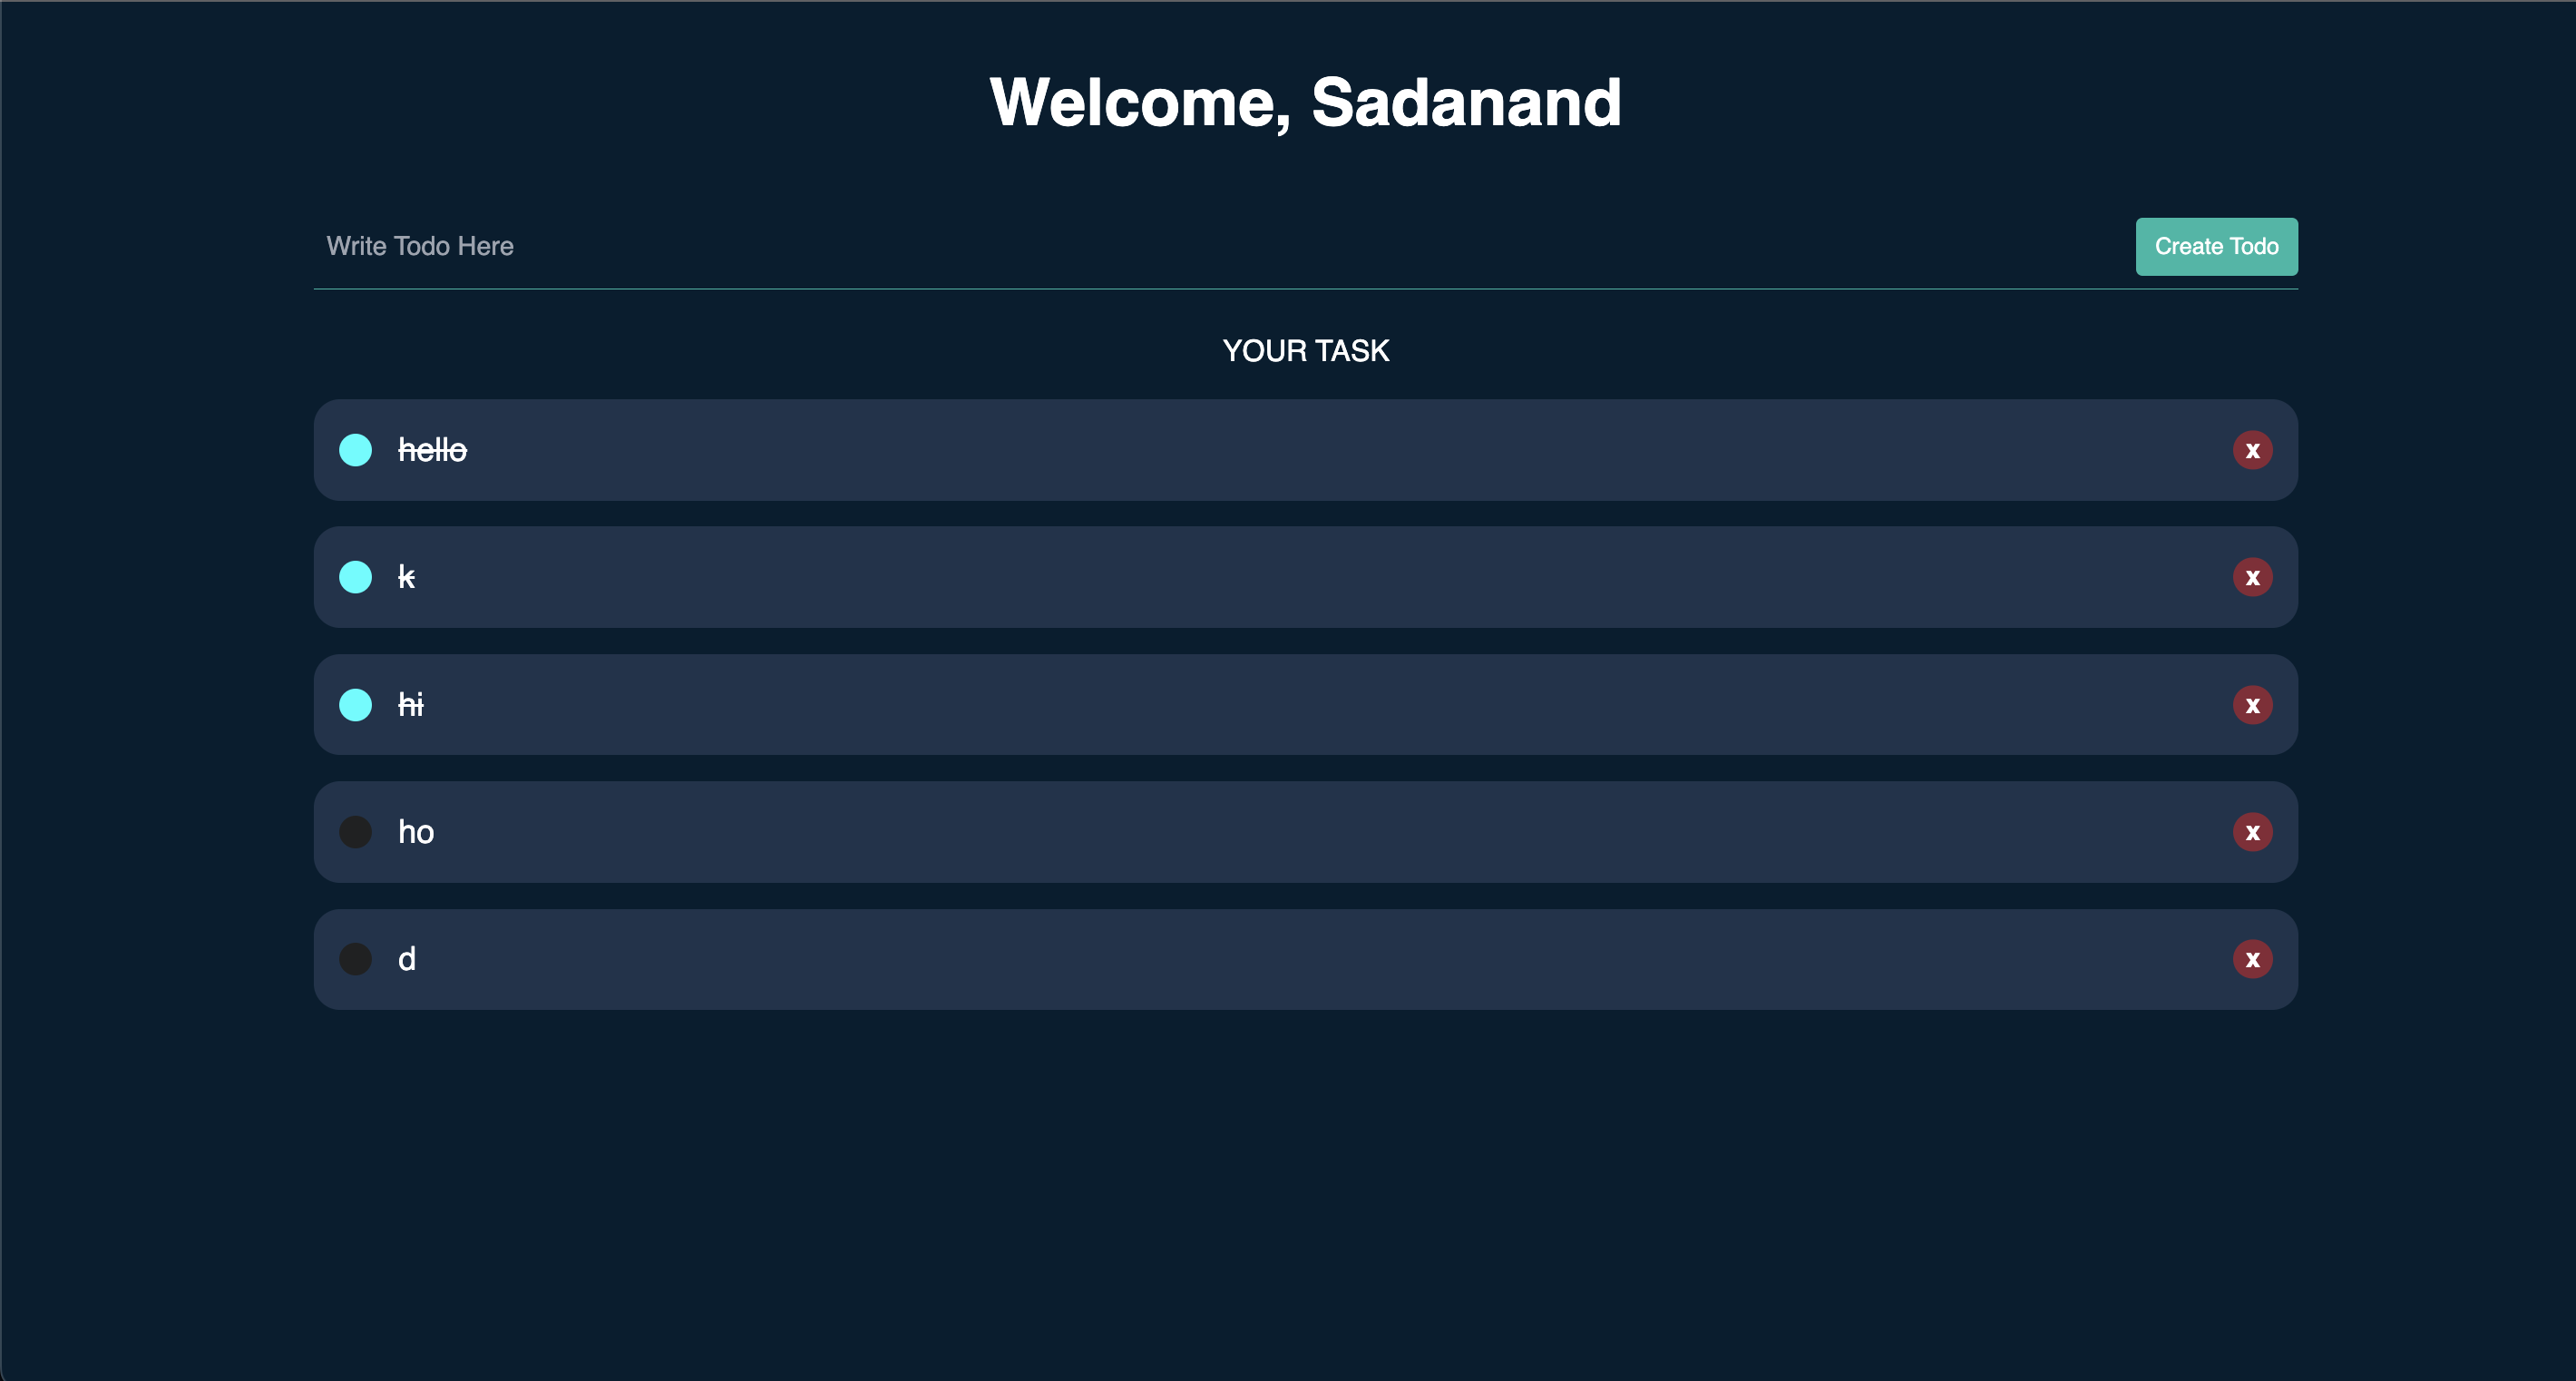 Welcome, Sadanand
Write Todo Here
Create Todo
YOUR TASK
hello
x
k
x
hi
x
ho
x
d
x